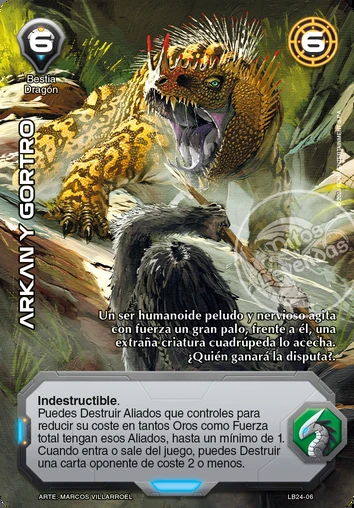 6
Bestia
Dragón
6
ARKAN Y GORTRO
Un ser humanoide peludo y nervioso agita
con fuerza un gran palo, frente a él, una
extraña criatura cuadrúpeda lo acecha.
¿Quién ganará la disputa?.
Indestructible.
Puedes Destruir Aliados que controles para
reducir su coste en tantos Oros como Fuerza
total tengan esos Aliados, hasta un mínimo de 1.
Cuando entra o sale del juego, puedes Destruir
una carta oponente de coste 2 o menos.
ARTE: MARCOS VILLARROEL
LB24-06